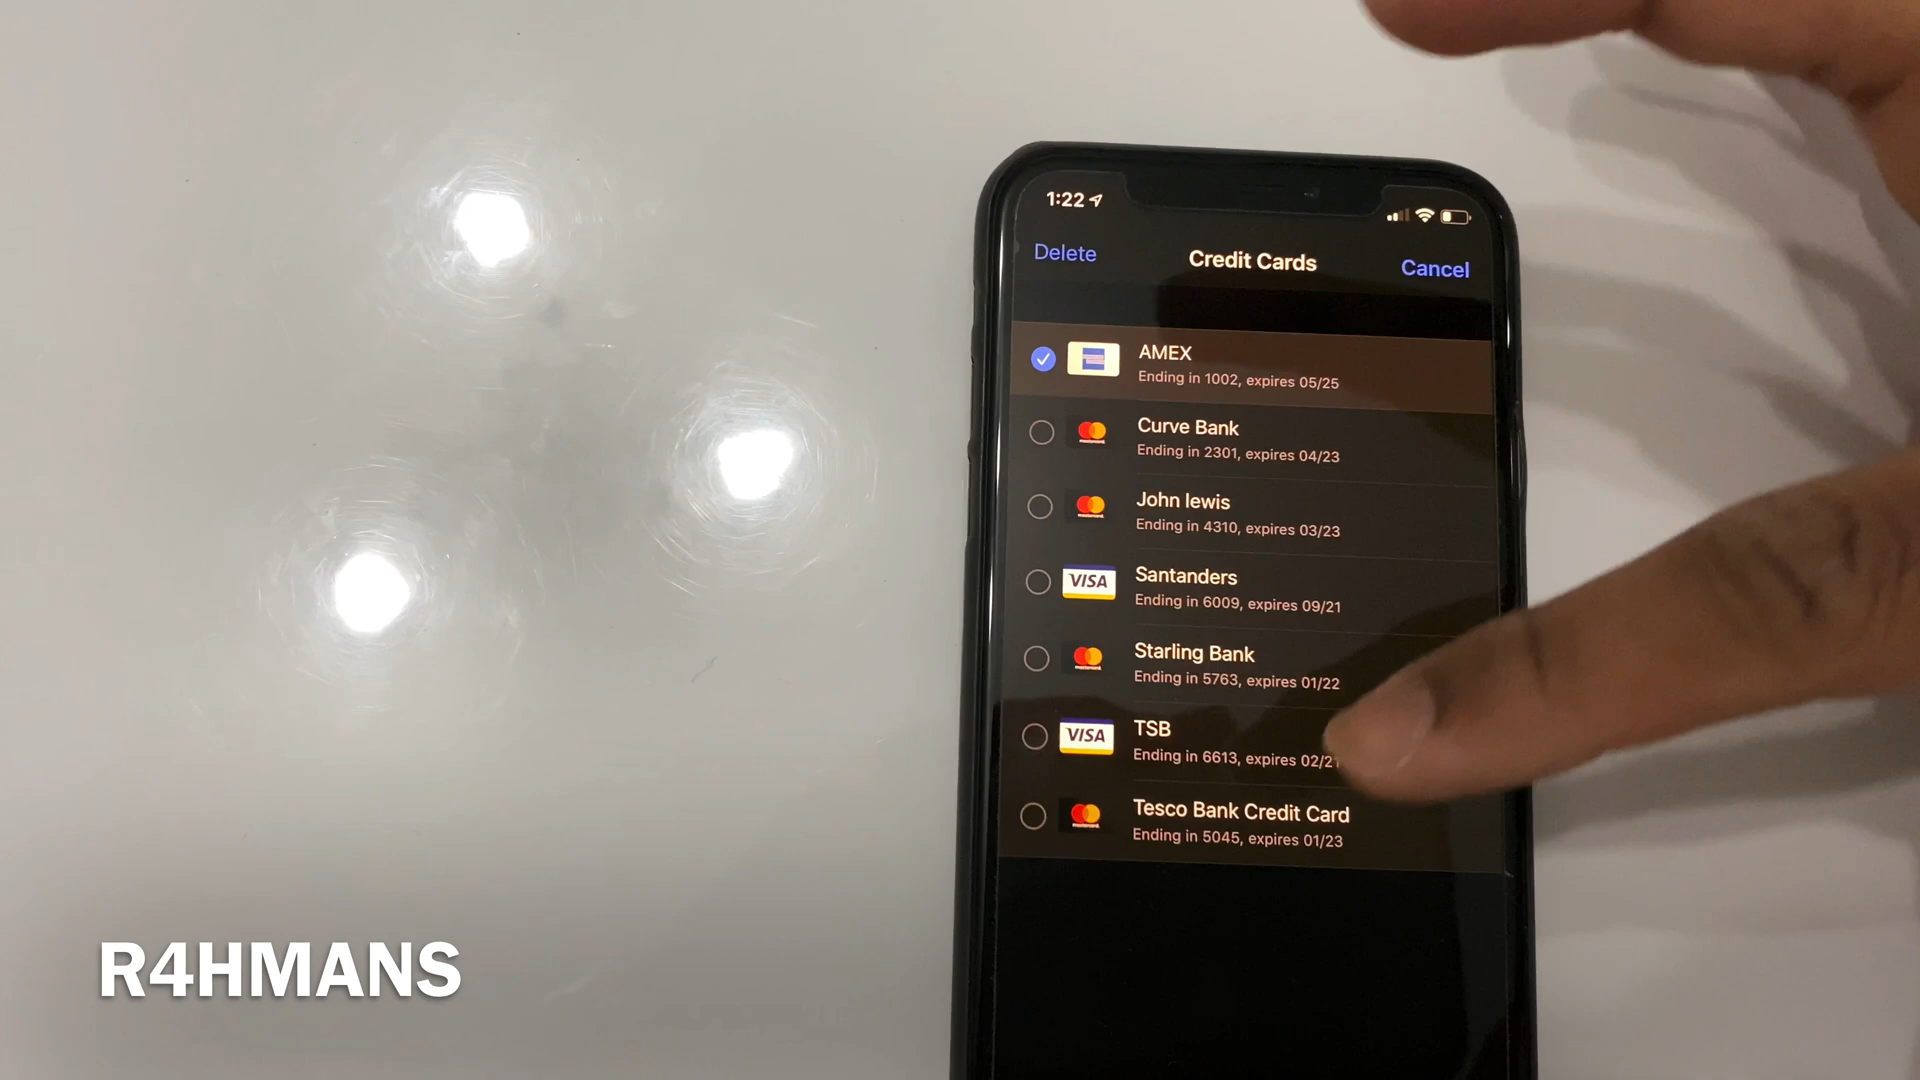 1:22
Delete
Credit Cards
Cancel
AMEX
Ending in 1002, expires 05/25
Curve Bank
Ending in 2301, expires 04/23
John lewis
Ending in 4310, expires 03/23
VISA
Santanders
Ending in 6009, expires 09/21
Starling Bank
Ending in 5763, expires 01/22
VISA
TSB
Ending in 6613, expires 02/21
Tesco Bank Credit Card
Ending in 5045, expires 01/23
R4HMANS